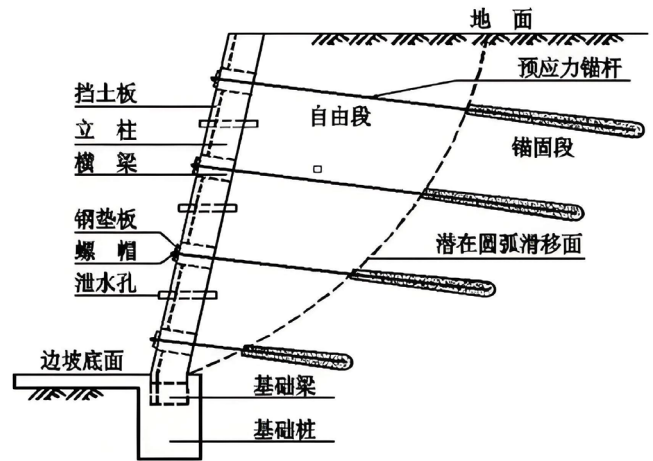 地 面
预应力锚杆
挡土板
自由段
立 柱
锚固段
横 梁
钢垫板
螺 帽
潜在圆弧滑移面
泄水孔
边坡底面
基础梁
基础桩